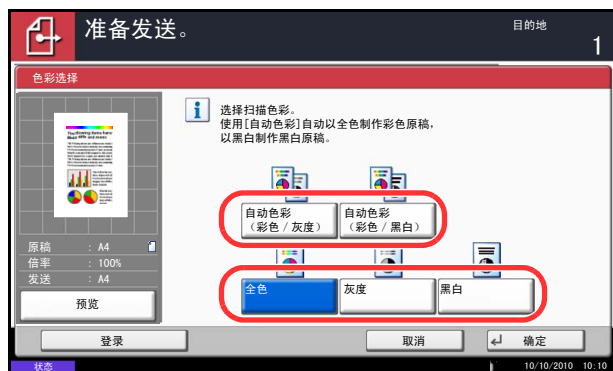 准备发送。
目的地
1
色彩选择
选择扫描色彩。
使用[自动色彩]自动以全色制作彩色原稿，
以黑白制作黑白原稿。
自动色彩
（彩色／灰度）
自动色彩
（彩色／黑白）
原稿 : A4
倍率 : 100%
发送 : A4
预览
全色
灰度
黑白
登录
取消
确定
状态
10/10/2010 10:10